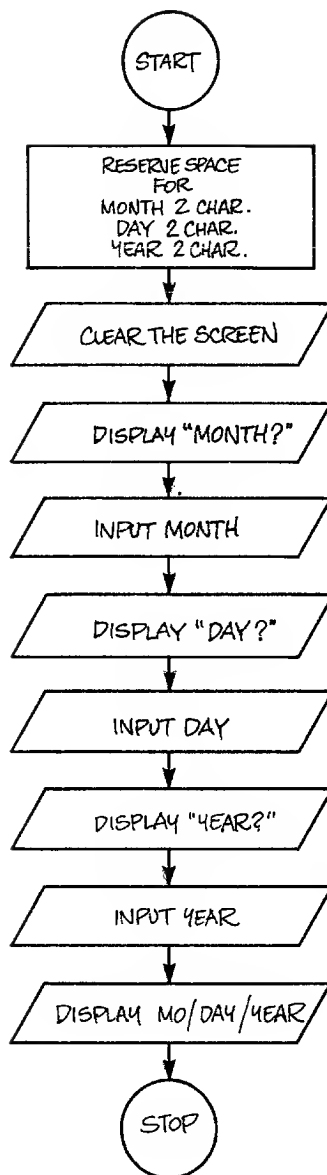 START
RESERVE SPACE
FOR
MONTH 2 CHAR.
DAY 2 CHAR.
YEAR 2 CHAR.
CLEAR THE SCREEN
DISPLAY "MONTH?"
INPUT MONTH
DISPLAY "DAY?"
INPUT DAY
DISPLAY "YEAR?"
INPUT YEAR
DISPLAY MO/DAY/YEAR
STOP